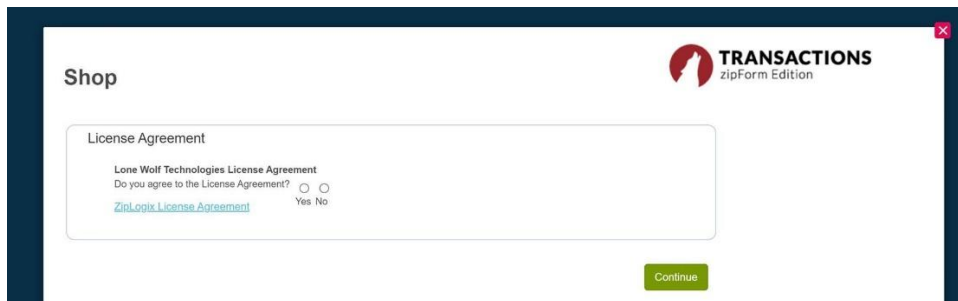 Shop
TRANSACTIONS
zipForm Edition
License Agreement
Lone Wolf Technologies License Agreement
Do you agree to the License Agreement?
Yes No
ZipLogix License Agreement
Continue